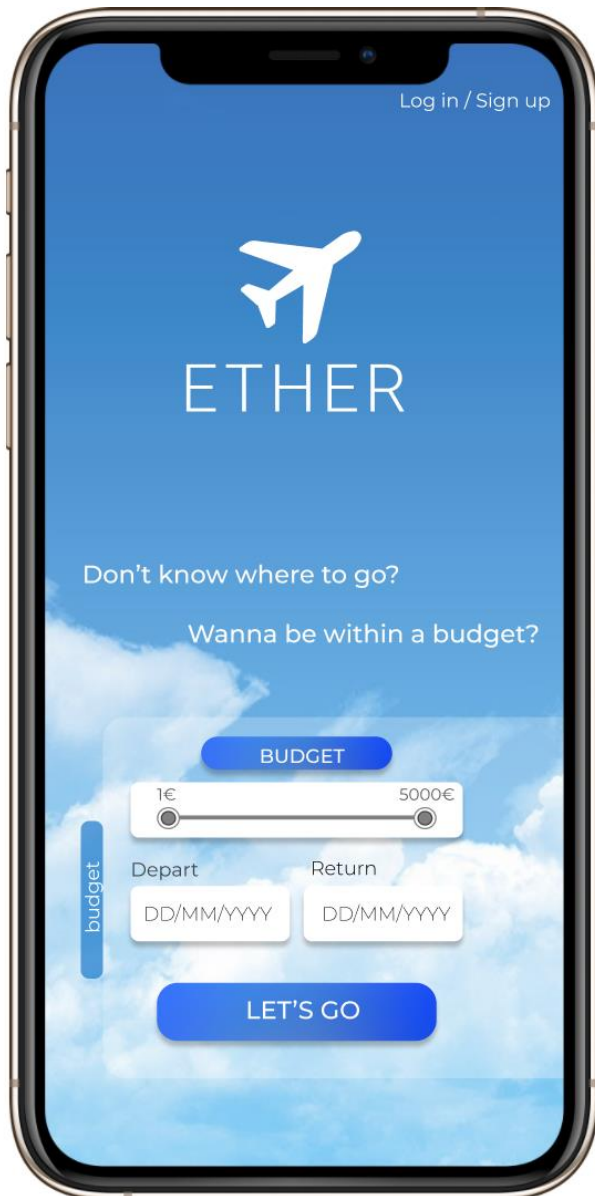 Log in / Sign up
ETHER
Don't know where to go?
Wanna be within a budget?
BUDGET
1€ 5000€
budget
Depart Return
DD/MM/YYYY DD/MM/YYYY
LET'S GO